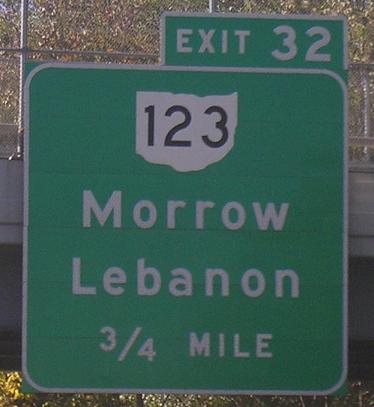 EXIT 32
123
Morrow
Lebanon
3/4 MILE